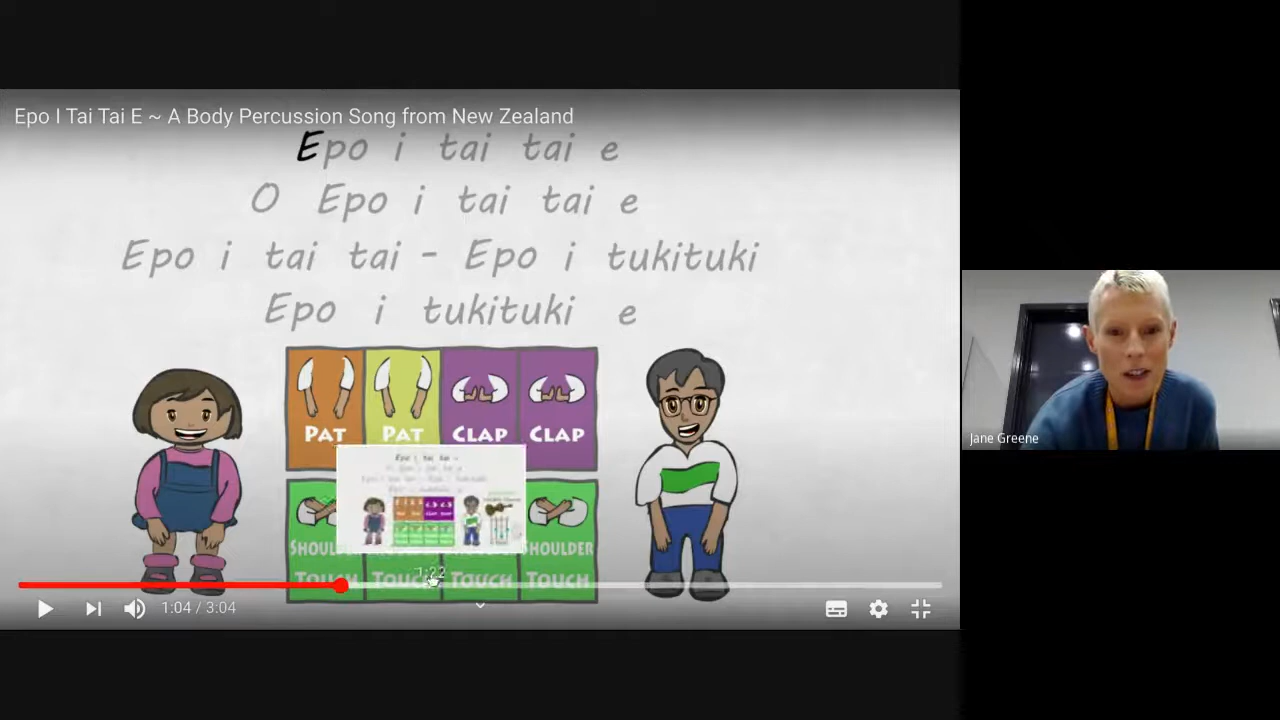 Epo I Tai Tai E ~ A Body Percussion Song from New Zealand
Epo i tai tai e
O Epo i tai tai e
Epo i tai tai - Epo i tukituki
Epo i tukituki e
PAT PAT CLAP CLAP
SHOULDER SHOULDER
TOUCH TOUCH TOUCH TOUCH
1:22
1:04 / 3:04
Jane Greene